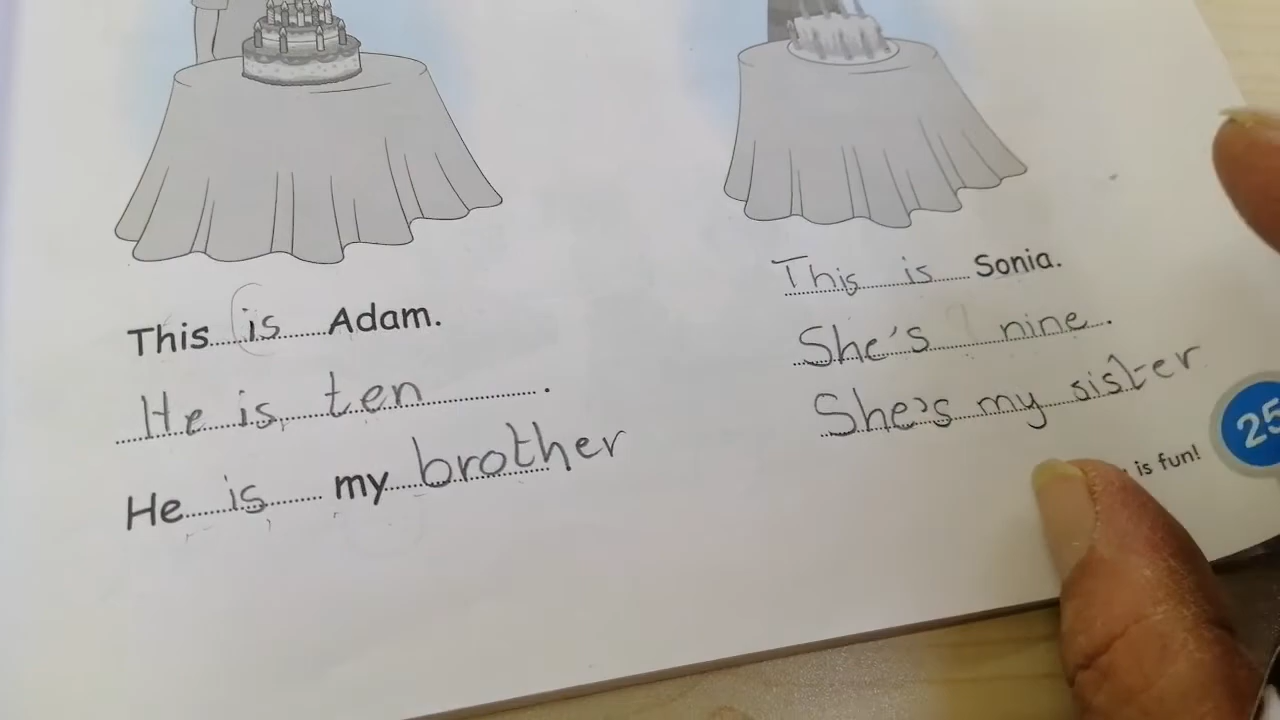 This is Adam.
He is ten.
He is my brother
This is Sonia.
She's nine.
She's my sister
is fun!
25